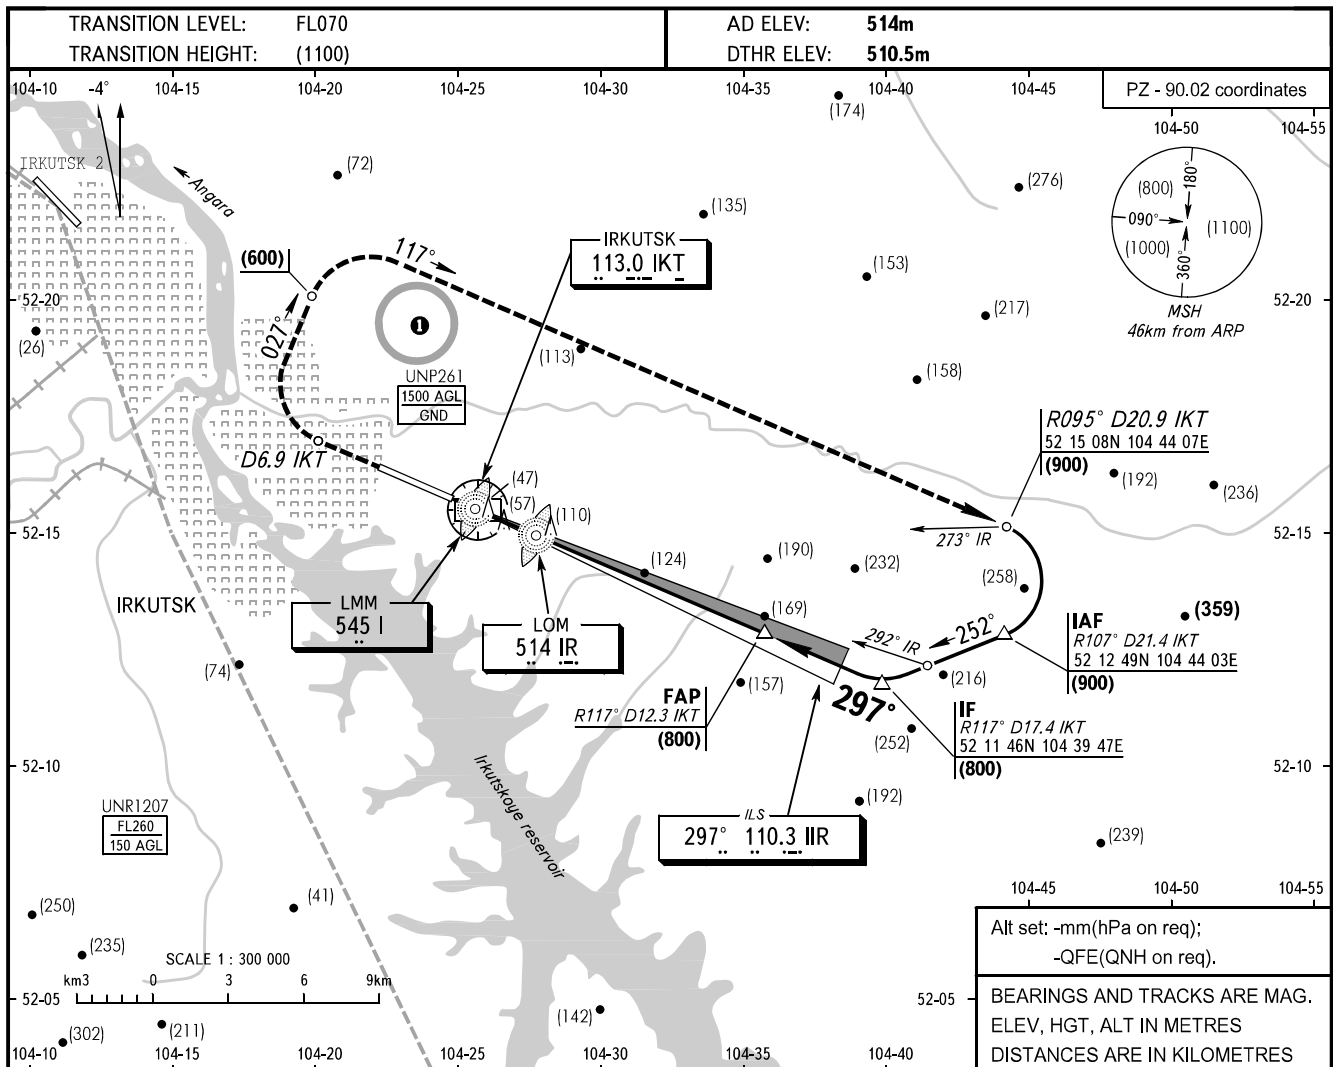 TRANSITION LEVEL: FL070
TRANSITION HEIGHT: (1100)
AD ELEV: 514m
DTHR ELEV: 510.5m
104-10 -4° 104-15 104-20 104-25 104-30 104-35 104-40 104-45
PZ - 90.02 coordinates
104-50 104-55
(174)
IRKUTSK 2
(72)
Angara
(276)
(135)
180°
(800)
090°
(1100)
(1000)
360°
MSH
46km from ARP
IRKUTSK
113.0 IKT
(600)
117°
(153)
52-20
52-20
(217)
027°
1
(26)
(113)
(158)
UNP261
1500 AGL
GND
R095° D20.9 IKT
52 15 08N 104 44 07E
(900)
D6.9 IKT
(47)
(57)
(110)
(192)
(236)
52-15
273° IR
52-15
(124)
(190)
(232)
(258)
IRKUTSK
LMM
545 I
LOM
514 IR
(169)
(359)
292° IR
252°
IAF
R107° D21.4 IKT
52 12 49N 104 44 03E
(900)
(74)
(157)
(216)
FAP
R117° D12.3 IKT
(800)
297°
IF
R117° D17.4 IKT
52 11 46N 104 39 47E
(800)
(252)
52-10
52-10
Irkutskoye reservoir
UNR1207
FL260
150 AGL
(192)
ILS
297° 110.3 IIR
(239)
(41)
104-45 104-50 104-55
(250)
(235)
SCALE 1 : 300 000
km3 0 3 6 9km
Alt set: -mm(hPa on req);
-QFE(QNH on req).
52-05
52-05
(142)
(302)
(211)
BEARINGS AND TRACKS ARE MAG.
ELEV, HGT, ALT IN METRES
DISTANCES ARE IN KILOMETRES
104-10 104-15 104-20 104-25 104-30 104-35 104-40